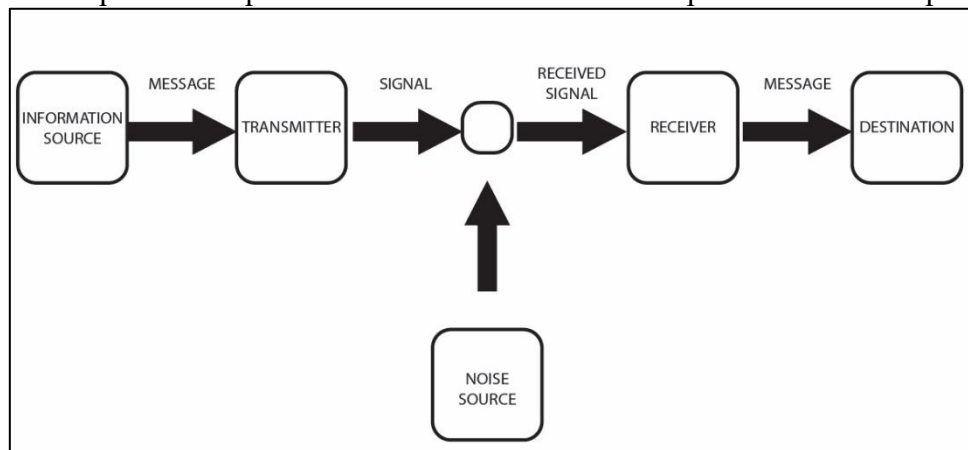 MESSAGE
SIGNAL
RECEIVED
SIGNAL
MESSAGE
INFORMATION
SOURCE
TRANSMITTER
RECEIVER
DESTINATION
NOISE
SOURCE